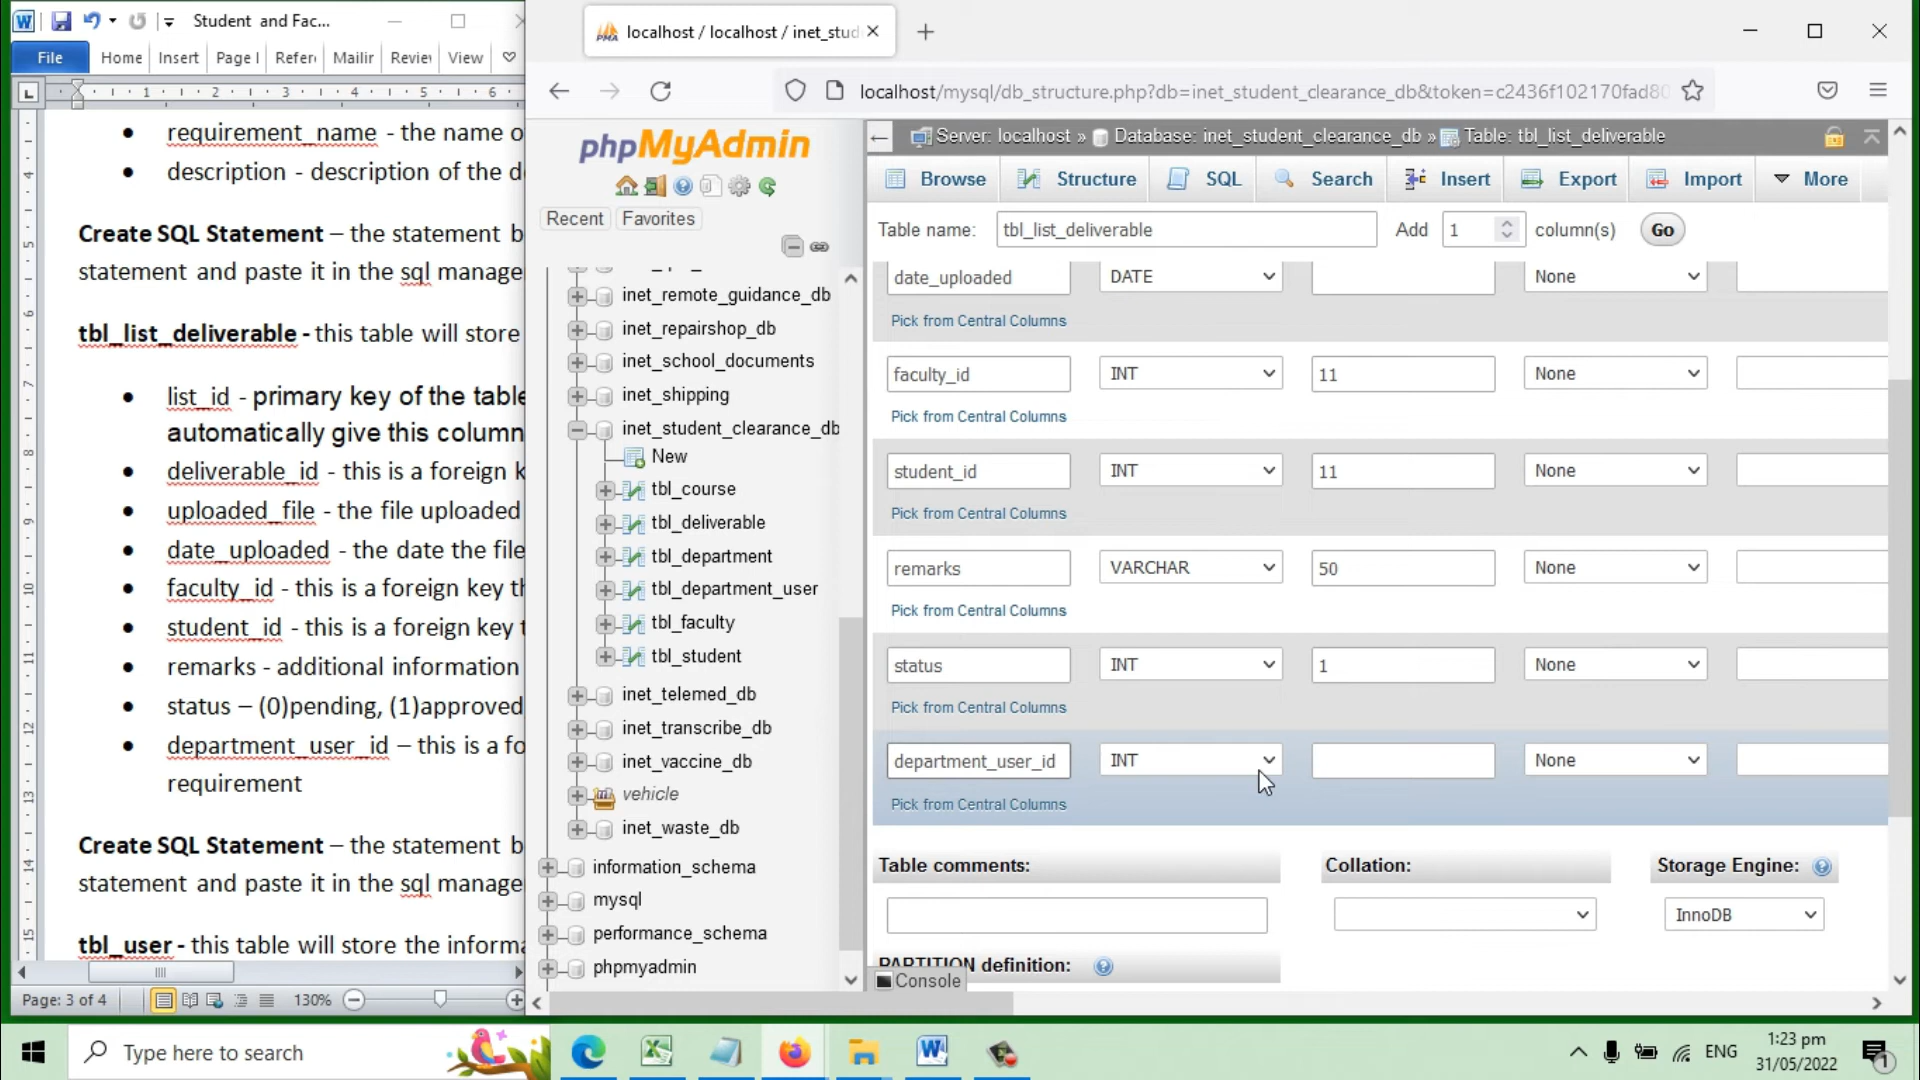 Student and Fac...
File Home Insert Page I Refer Mailir Revie View
requirement_name - the name o
description - description of the d
Create SQL Statement – the statement b
statement and paste it in the sql manage
tbl_list_deliverable - this table will store
list_id - primary key of the table
automatically give this column
deliverable_id - this is a foreign k
uploaded_file - the file uploaded
date_uploaded - the date the file
faculty_id - this is a foreign key th
student_id - this is a foreign key t
remarks - additional information
status – (0)pending, (1)approved,
department_user_id – this is a fo
requirement
Create SQL Statement – the statement b
statement and paste it in the sql manage
tbl_user - this table will store the informa
Page: 3 of 4 130%
localhost / localhost / inet_stud
localhost/mysql/db_structure.php?db=inet_student_clearance_db&token=c2436f102170fad80
phpMyAdmin
Recent Favorites
inet_remote_guidance_db
inet_repairshop_db
inet_school_documents
inet_shipping
inet_student_clearance_db
New
tbl_course
tbl_deliverable
tbl_department
tbl_department_user
tbl_faculty
tbl_student
inet_telemed_db
inet_transcribe_db
inet_vaccine_db
vehicle
inet_waste_db
information_schema
mysql
performance_schema
phpmyadmin
Server: localhost » Database: inet_student_clearance_db » Table: tbl_list_deliverable
Browse Structure SQL Search Insert Export Import More
Table name: tbl_list_deliverable Add 1 column(s) Go
date_uploaded DATE None
Pick from Central Columns
faculty_id INT 11 None
Pick from Central Columns
student_id INT 11 None
Pick from Central Columns
remarks VARCHAR 50 None
Pick from Central Columns
status INT 1 None
Pick from Central Columns
department_user_id INT None
Pick from Central Columns
Table comments: Collation: Storage Engine:
InnoDB
PARTITION definition:
Console
Type here to search
ENG
1:23 pm
31/05/2022
1